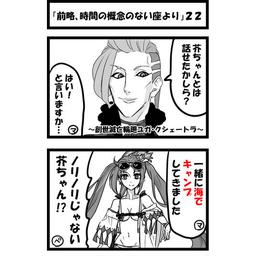 「前略、時間の概念のない座より」22
芥ちゃんとは
話せたかしら?
はい!
と言いますか…
マ
~創世滅亡輪廻ユガ・クシェートラ~
一緒に海で
キャンプ
してきました
マ
ノリノリじゃない
芥ちゃん!?
ペ